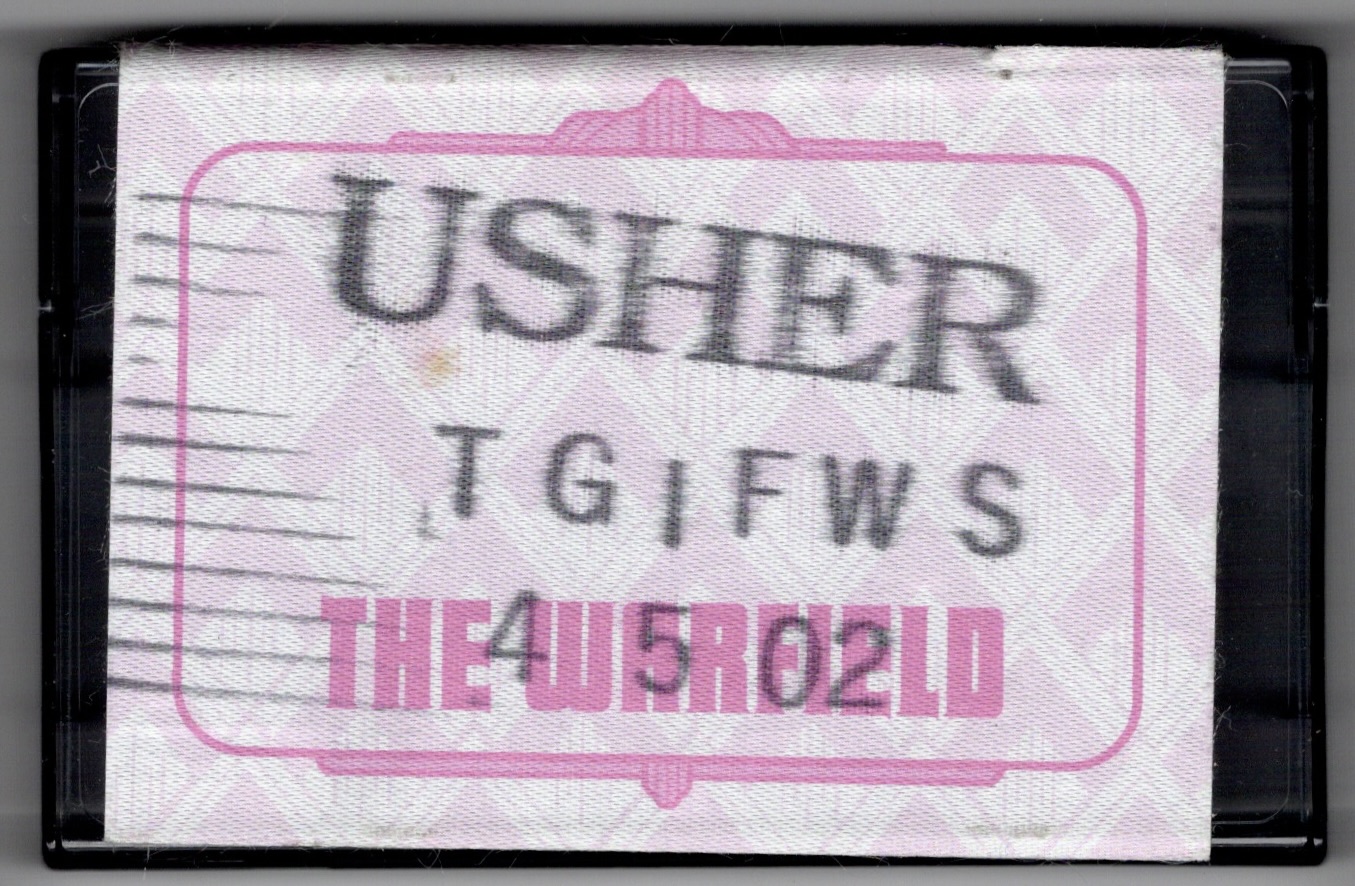 USHER
TGIFWS
4 5 02
THE WARFIELD